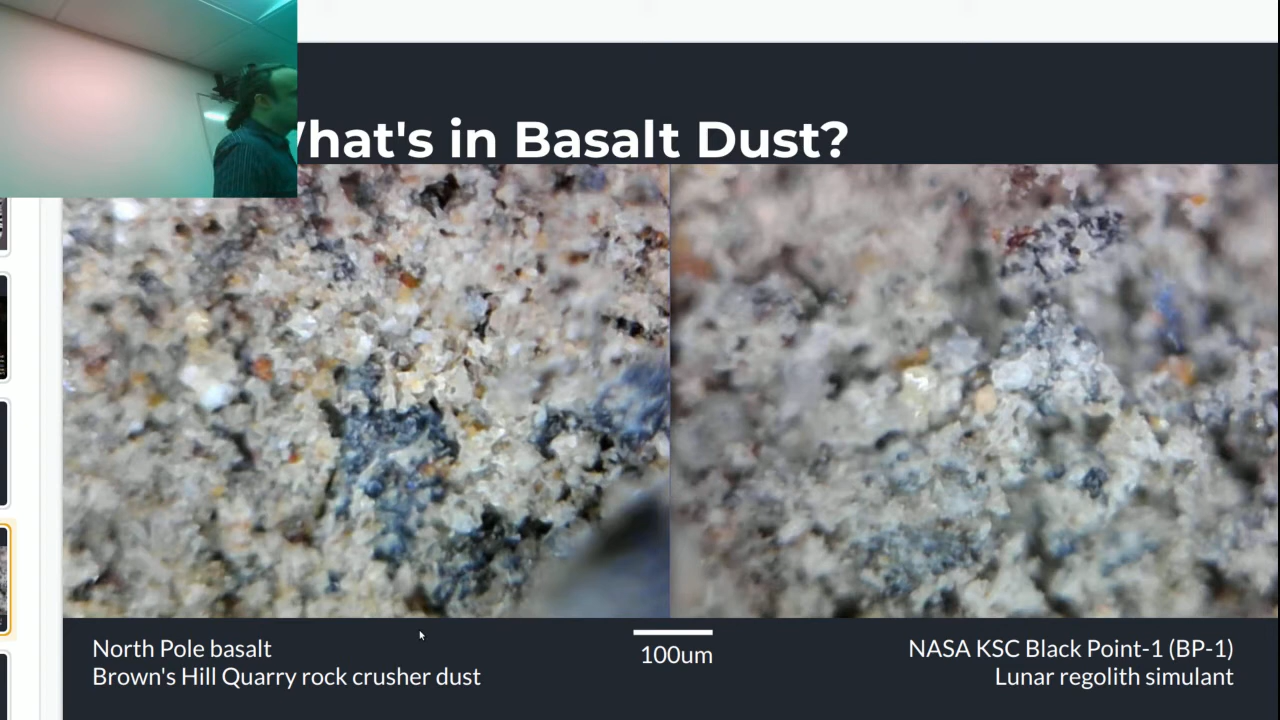 What's in Basalt Dust?
North Pole basalt
Brown's Hill Quarry rock crusher dust
100um
NASA KSC Black Point-1 (BP-1)
Lunar regolith simulant